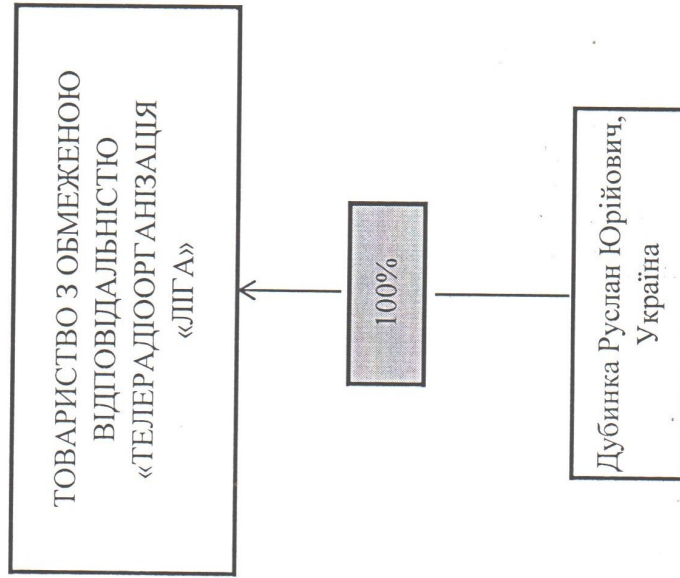 ТОВАРИСТВО З ОБМЕЖЕНОЮ
ВІДПОВІДАЛЬНІСТЮ
«ТЕЛЕРАДІООРГАНІЗАЦІЯ
«ЛІГА»
100%
Дубинка Руслан Юрійович,
Україна